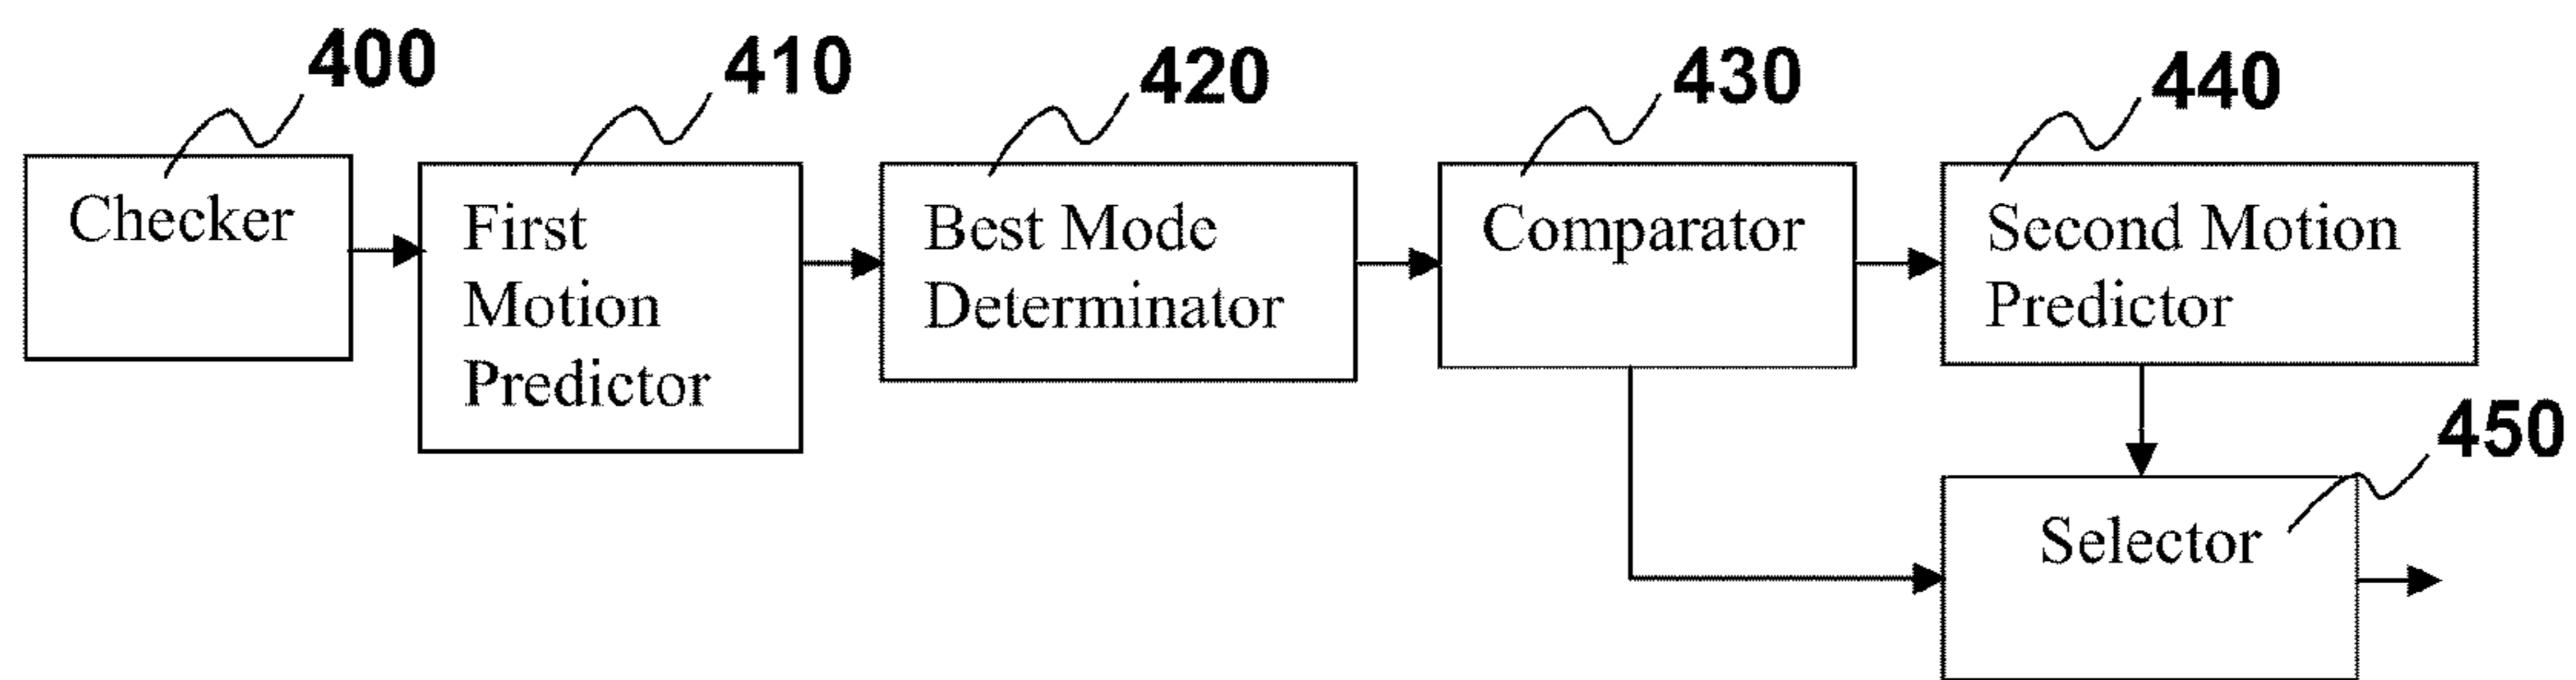 400
410
420
430
440
Checker
First
Motion
Predictor
Best Mode
Determinator
Comparator
Second Motion
Predictor
450
Selector